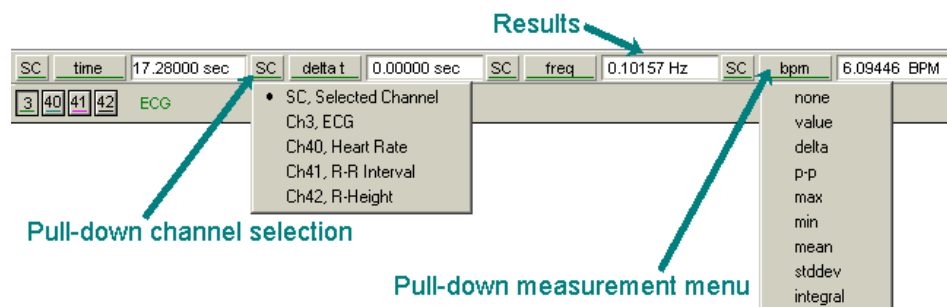 Results
SC time 17.28000 sec SC delta t 0.00000 sec SC freq 0.10157 Hz SC bpm 6.09446 BPM
3 40 41 42 ECG
• SC, Selected Channel
Ch3, ECG
Ch40, Heart Rate
Ch41, R-R Interval
Ch42, R-Height
none
value
delta
p-p
max
min
mean
stddev
integral
Pull-down channel selection
Pull-down measurement menu